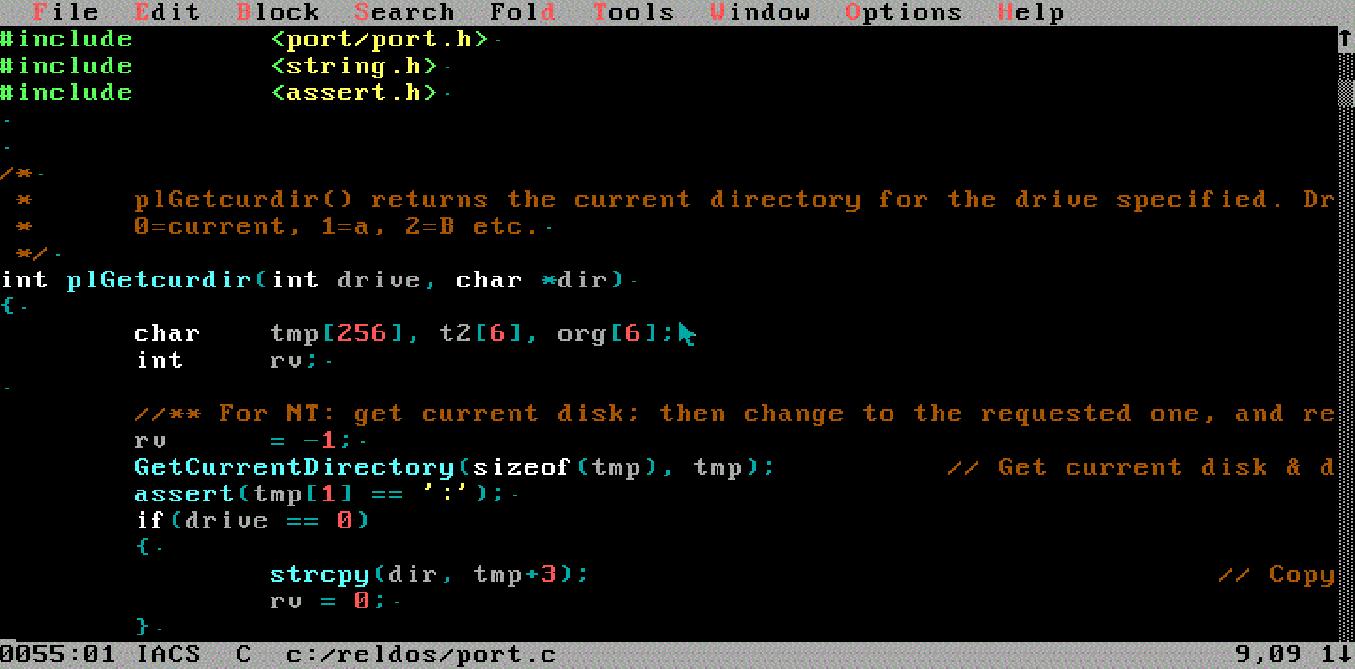 File Edit Block Search Fold Tools Window Options Help
#include <port/port.h>
#include <string.h>
#include <assert.h>
/*
* plGetcurdir() returns the current directory for the drive specified. Dr
* 0=current, 1=a, 2=B etc.
*/
int plGetcurdir(int drive, char *dir)
{
char tmp[256], t2[6], org[6];
int rv;
//** For NT: get current disk; then change to the requested one, and re
rv = -1;
GetCurrentDirectory(sizeof(tmp), tmp); // Get current disk & d
assert(tmp[1] == ':');
if(drive == 0)
{
strcpy(dir, tmp+3); // Copy
rv = 0;
}
0055:01 IACS C c:/reldos/port.c 9,09 1↓